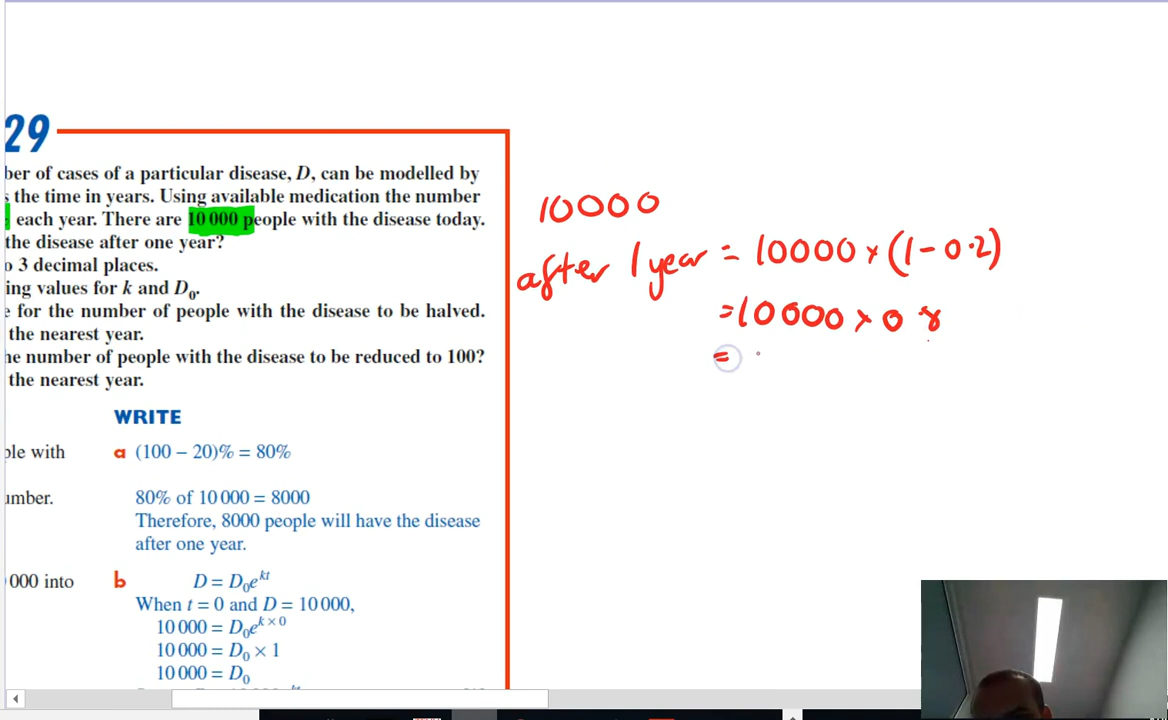 29
ber of cases of a particular disease, D, can be modelled by
the time in years. Using available medication the number
each year. There are 10 000 people with the disease today.
the disease after one year?
o 3 decimal places.
ing values for k and D₀.
e for the number of people with the disease to be halved.
the nearest year.
he number of people with the disease to be reduced to 100?
the nearest year.
WRITE
ple with a (100 − 20)% = 80%
umber. 80% of 10 000 = 8000
Therefore, 8000 people will have the disease
after one year.
000 into b D = D₀eᵏᵗ
When t = 0 and D = 10 000,
10 000 = D₀eᵏ ˣ ⁰
10 000 = D₀ × 1
10 000 = D₀
10000
after 1 year = 10000 × (1 - 0.2)
= 10000 × 0 8
=